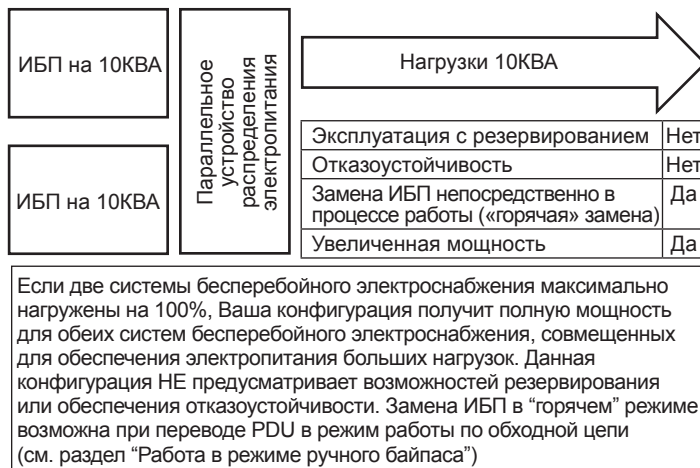 ИБП на 10КВА
ИБП на 10КВА
Параллельное
устройство
распределения
электропитания
Нагрузки 10КВА
Эксплуатация с резервированием Нет
Отказоустойчивость Нет
Замена ИБП непосредственно в Да
процессе работы («горячая» замена)
Увеличенная мощность Да
Если две системы бесперебойного электроснабжения максимально
нагружены на 100%, Ваша конфигурация получит полную мощность
для обеих систем бесперебойного электроснабжения, совмещенных
для обеспечения электропитания больших нагрузок. Данная
конфигурация НЕ предусматривает возможностей резервирования
или обеспечения отказоустойчивости. Замена ИБП в “горячем” режиме
возможна при переводе PDU в режим работы по обходной цепи
(см. раздел “Работа в режиме ручного байпаса”)